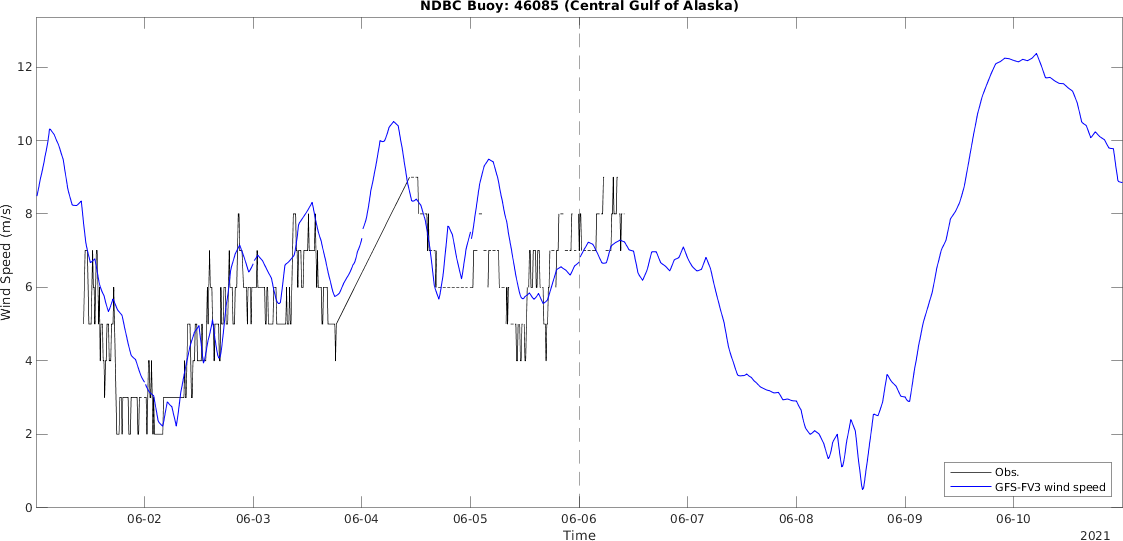 NDBC Buoy: 46085 (Central Gulf of Alaska)
Wind Speed (m/s)
12
10
8
6
4
2
0
06-02 06-03 06-04 06-05 06-06 06-07 06-08 06-09 06-10
Time
2021
Obs.
GFS-FV3 wind speed